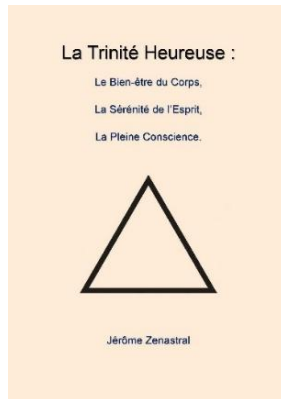 La Trinité Heureuse :
Le Bien-être du Corps,
La Sérénité de l'Esprit,
La Pleine Conscience.
Jérôme Zenastral